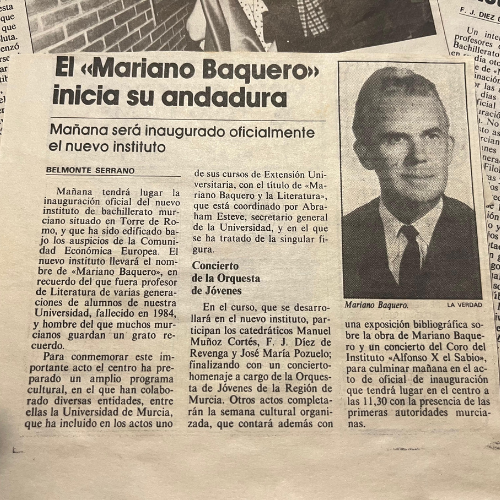 El «Mariano Baquero»
inicia su andadura
Mañana será inaugurado oficialmente
el nuevo instituto
BELMONTE SERRANO
Mañana tendrá lugar la
inauguración oficial del nuevo
instituto de bachillerato mur-
ciano situado en Torre de Ro-
mo, y que ha sido edificado ba-
jo los auspicios de la Comuni-
dad Económica Europea. El
nuevo instituto llevará el nom-
bre de «Mariano Baquero», en
recuerdo del que fuera profesor
de Literatura de varias genera-
ciones de alumnos de nuestra
Universidad, fallecido en 1984,
y hombre del que muchos mur-
cianos guardan un grato re-
cuerdo.
Para conmemorar este im-
portante acto el centro ha pre-
parado un amplio programa
cultural, en el que han colabo-
rado diversas entidades, entre
ellas la Universidad de Murcia,
que ha incluido en los actos uno
de sus cursos de Extensión Uni-
versitaria, con el título de «Ma-
riano Baquero y la Literatura»,
que está coordinado por Abra-
ham Esteve, secretario general
de la Universidad, y en el que
se ha tratado de la singular fi-
gura.
Concierto
de la Orquesta
de Jóvenes
En el curso, que se desarro-
llará en el nuevo instituto, par-
ticipan los catedráticos Manuel
Muñoz Cortés, F. J. Díez de
Revenga y José María Pozuelo;
finalizando con un concierto-
homenaje a cargo de la Orques-
ta de Jóvenes de la Región de
Murcia. Otros actos completa-
rán la semana cultural organi-
zada, que contará además con
Mariano Baquero.
LA VERDAD
una exposición bibliográfica so-
bre la obra de Mariano Baque-
ro y un concierto del Coro del
Instituto «Alfonso X el Sabio»,
para culminar mañana en el ac-
to de oficial de inauguración
que tendrá lugar en el centro a
las 11,30 con la presencia de las
primeras autoridades murcia-
nas.
F. J. DIEZ
Un inte
profesores
Bachillerato